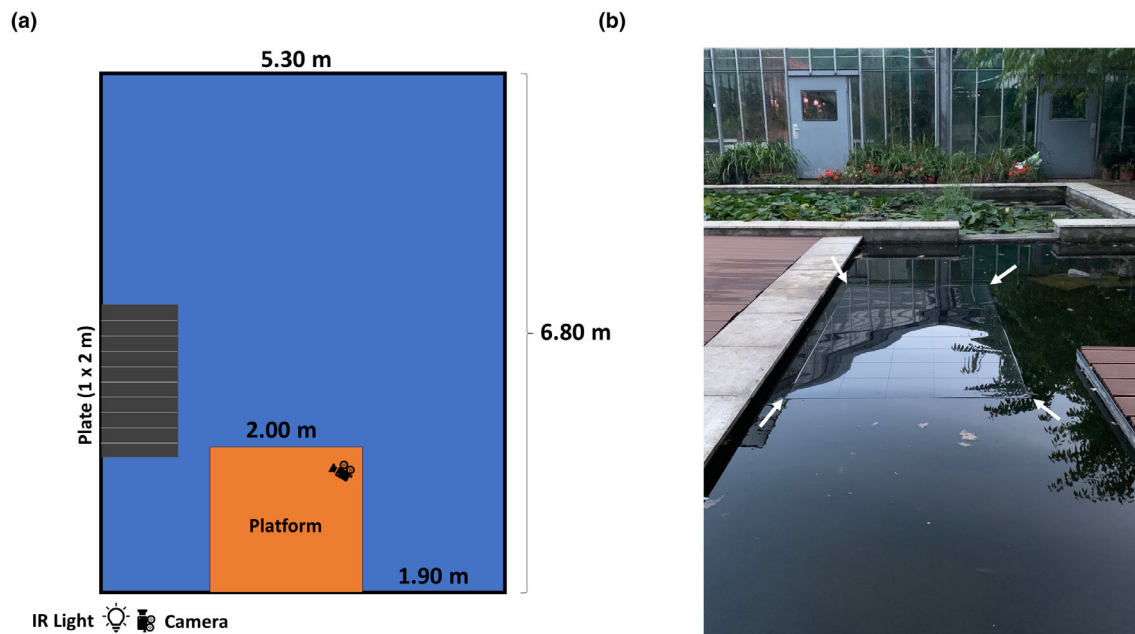 (a)
(b)
5.30 m
6.80 m
Plate (1 x 2 m)
2.00 m
Platform
1.90 m
IR Light
Camera